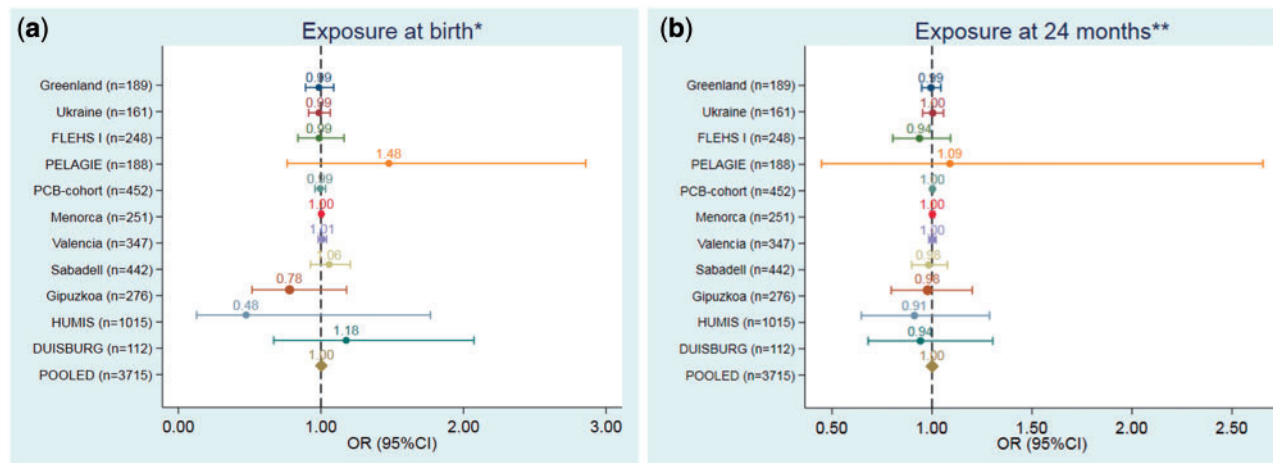 (a) Exposure at birth*
Greenland (n=189)
0.99
Ukraine (n=161)
0.99
FLEHS I (n=248)
0.99
PELAGIE (n=188)
1.48
PCB-cohort (n=452)
0.99
Menorca (n=251)
1.00
Valencia (n=347)
1.01
Sabadell (n=442)
1.06
Gipuzkoa (n=276)
0.78
HUMIS (n=1015)
0.48
DUISBURG (n=112)
1.18
POOLED (n=3715)
1.00
0.00 1.00 2.00 3.00
OR (95%CI)
(b) Exposure at 24 months**
Greenland (n=189)
0.99
Ukraine (n=161)
1.00
FLEHS I (n=248)
0.94
PELAGIE (n=188)
1.09
PCB-cohort (n=452)
1.00
Menorca (n=251)
1.00
Valencia (n=347)
1.00
Sabadell (n=442)
0.98
Gipuzkoa (n=276)
0.98
HUMIS (n=1015)
0.91
DUISBURG (n=112)
0.94
POOLED (n=3715)
1.00
0.50 1.00 1.50 2.00 2.50
OR (95%CI)